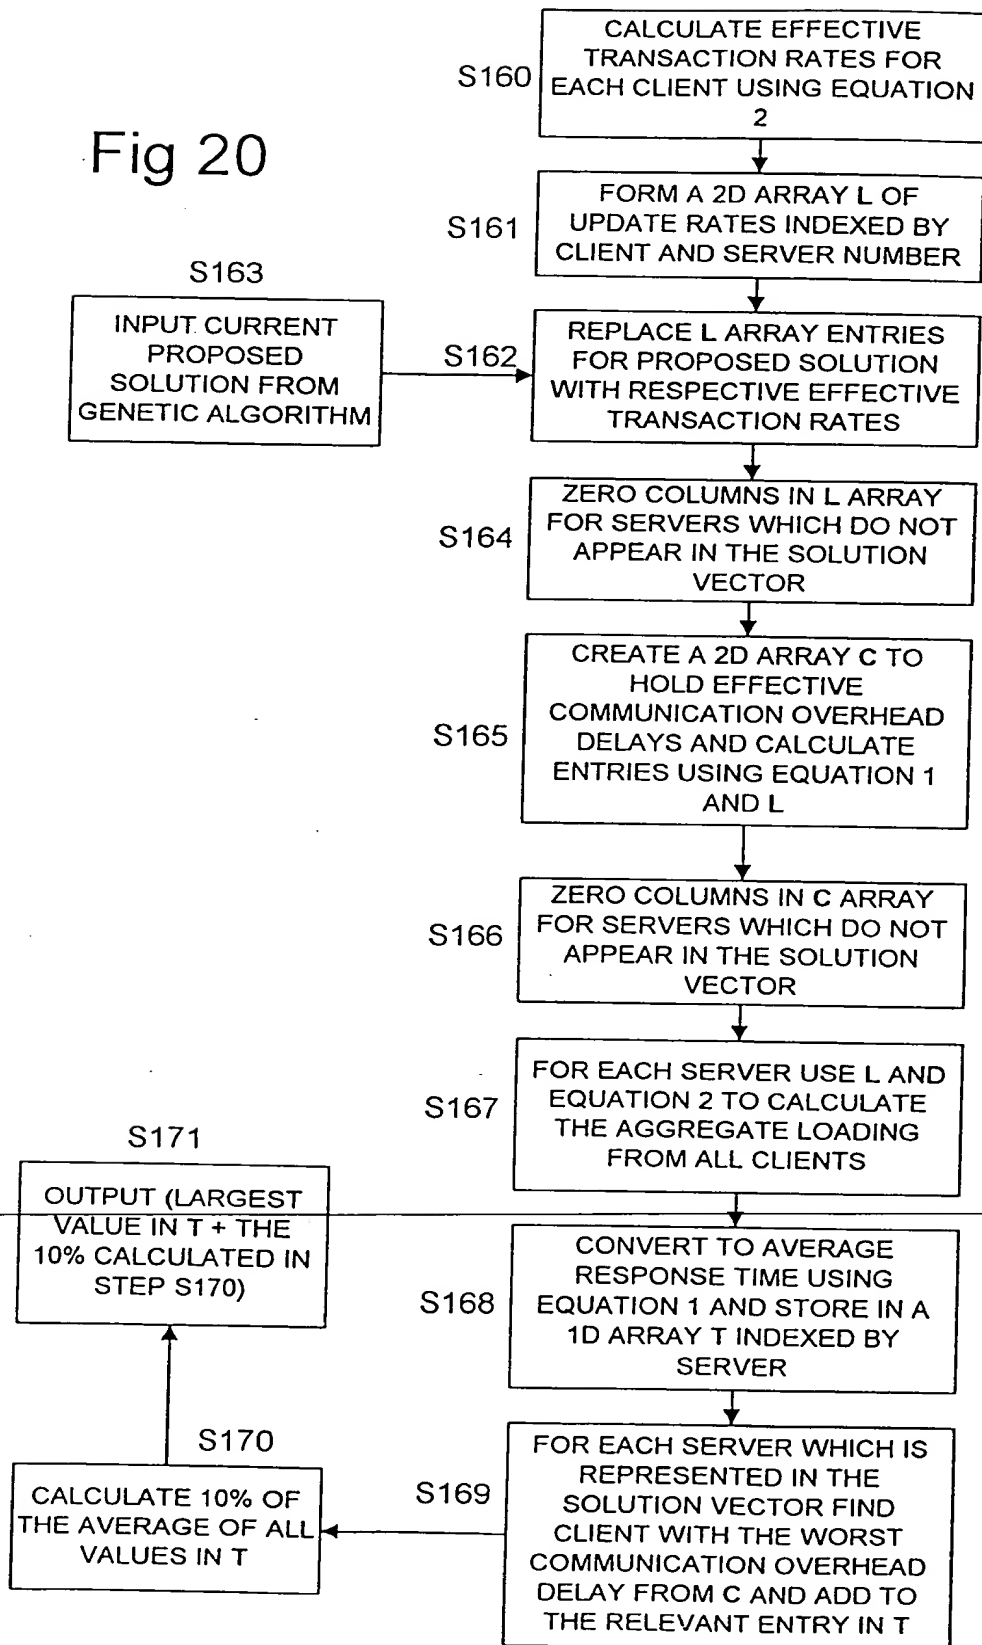 Fig 20
S160
CALCULATE EFFECTIVE
TRANSACTION RATES FOR
EACH CLIENT USING EQUATION
2
S161
FORM A 2D ARRAY L OF
UPDATE RATES INDEXED BY
CLIENT AND SERVER NUMBER
S163
INPUT CURRENT
PROPOSED
SOLUTION FROM
GENETIC ALGORITHM
S162
REPLACE L ARRAY ENTRIES
FOR PROPOSED SOLUTION
WITH RESPECTIVE EFFECTIVE
TRANSACTION RATES
S164
ZERO COLUMNS IN L ARRAY
FOR SERVERS WHICH DO NOT
APPEAR IN THE SOLUTION
VECTOR
S165
CREATE A 2D ARRAY C TO
HOLD EFFECTIVE
COMMUNICATION OVERHEAD
DELAYS AND CALCULATE
ENTRIES USING EQUATION 1
AND L
S166
ZERO COLUMNS IN C ARRAY
FOR SERVERS WHICH DO NOT
APPEAR IN THE SOLUTION
VECTOR
S167
FOR EACH SERVER USE L AND
EQUATION 2 TO CALCULATE
THE AGGREGATE LOADING
FROM ALL CLIENTS
S168
CONVERT TO AVERAGE
RESPONSE TIME USING
EQUATION 1 AND STORE IN A
1D ARRAY T INDEXED BY
SERVER
S169
FOR EACH SERVER WHICH IS
REPRESENTED IN THE
SOLUTION VECTOR FIND
CLIENT WITH THE WORST
COMMUNICATION OVERHEAD
DELAY FROM C AND ADD TO
THE RELEVANT ENTRY IN T
S170
CALCULATE 10% OF
THE AVERAGE OF ALL
VALUES IN T
S171
OUTPUT (LARGEST
VALUE IN T + THE
10% CALCULATED IN
STEP S170)